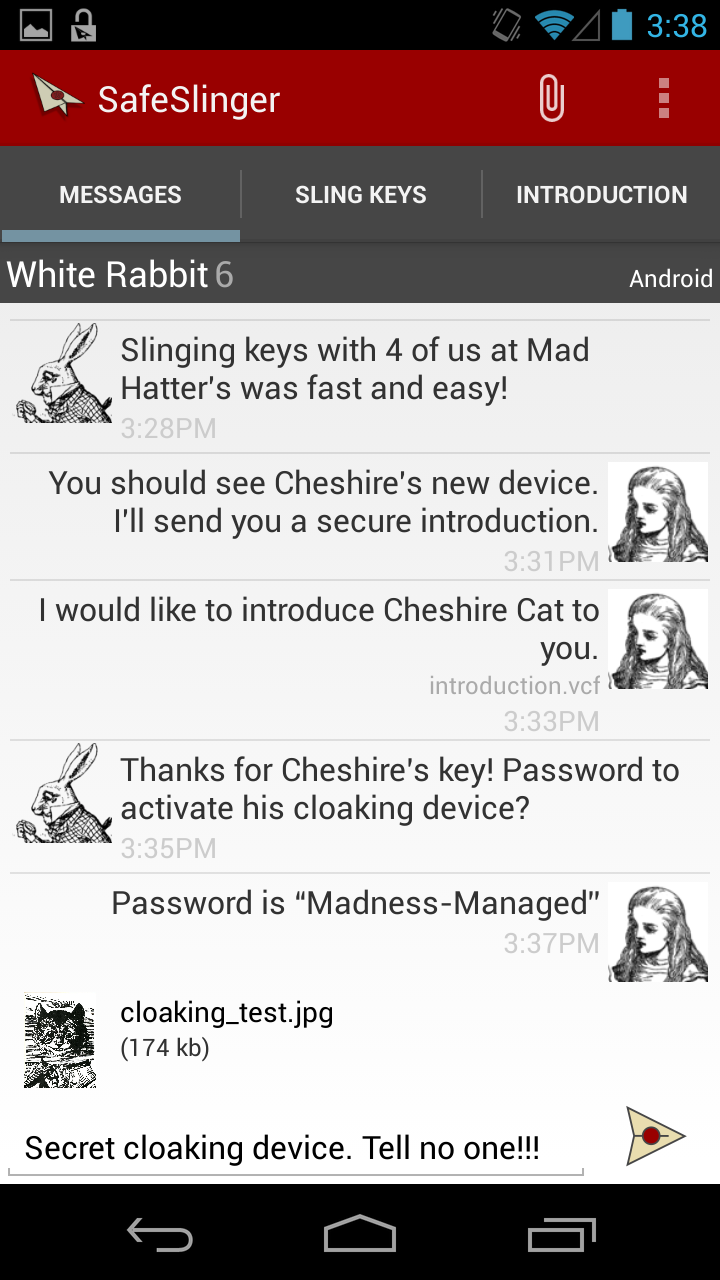 3:38
SafeSlinger
MESSAGES
SLING KEYS
INTRODUCTION
White Rabbit 6
Android
Slinging keys with 4 of us at Mad
Hatter's was fast and easy!
3:28PM
You should see Cheshire's new device.
I'll send you a secure introduction.
3:31PM
I would like to introduce Cheshire Cat to
you.
introduction.vcf
3:33PM
Thanks for Cheshire's key! Password to
activate his cloaking device?
3:35PM
Password is “Madness-Managed"
3:37PM
cloaking_test.jpg
(174 kb)
Secret cloaking device. Tell no one!!!